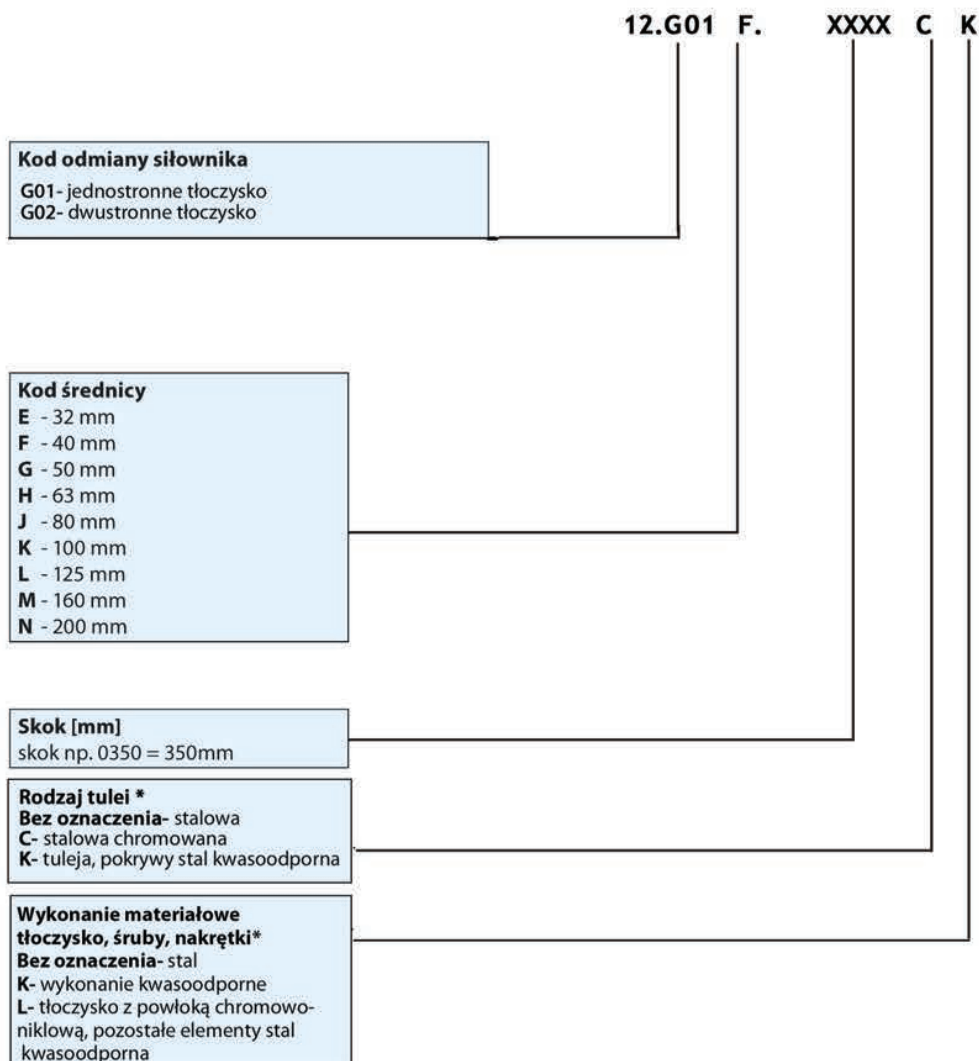 12.G01 F. XXXX C K
Kod odmiany siłownika
G01- jednostronne tłoczysko
G02- dwustronne tłoczysko
Kod średnicy
E - 32 mm
F - 40 mm
G - 50 mm
H - 63 mm
J - 80 mm
K - 100 mm
L - 125 mm
M - 160 mm
N - 200 mm
Skok [mm]
skok np. 0350 = 350mm
Rodzaj tulei *
Bez oznaczenia- stalowa
C- stalowa chromowana
K- tuleja, pokrywy stal kwasoodporna
Wykonanie materiałowe
tłoczysko, śruby, nakrętki*
Bez oznaczenia- stal
K- wykonanie kwasoodporne
L- tłoczysko z powłoką chromowo-
niklową, pozostałe elementy stal
kwasoodporna